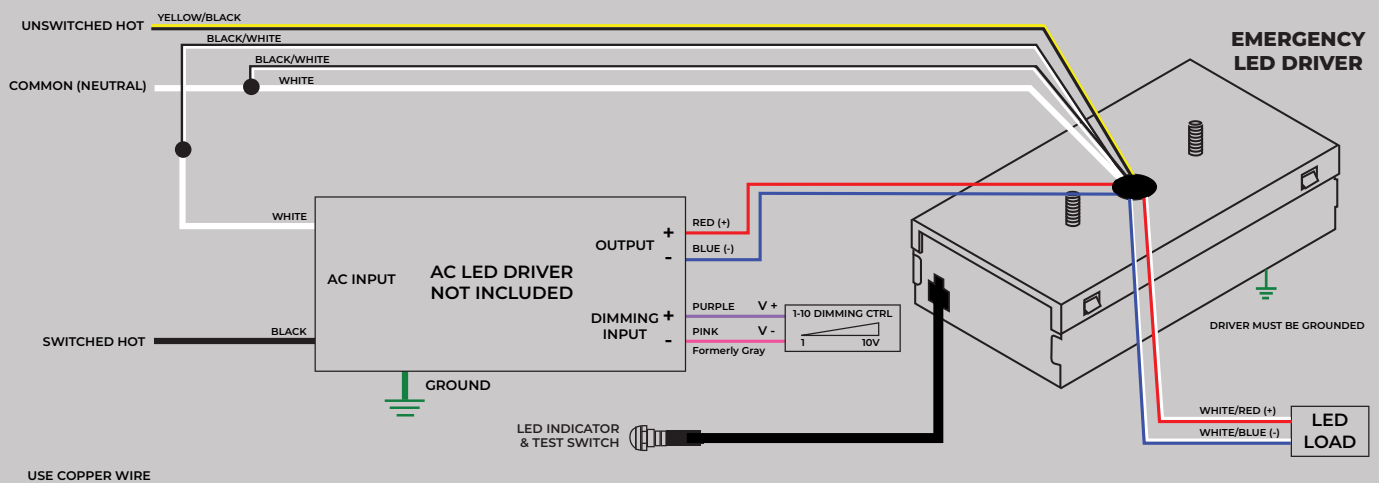 UNSWITCHED HOT
YELLOW/BLACK
BLACK/WHITE
BLACK/WHITE
COMMON (NEUTRAL)
WHITE
EMERGENCY
LED DRIVER
WHITE
AC INPUT
AC LED DRIVER
NOT INCLUDED
OUTPUT
+
-
RED (+)
BLUE (-)
DIMMING
INPUT
+
-
PURPLE
V +
PINK
V -
Formerly Gray
1-10 DIMMING CTRL
1
10V
SWITCHED HOT
BLACK
GROUND
DRIVER MUST BE GROUNDED
LED INDICATOR
& TEST SWITCH
WHITE/RED (+)
WHITE/BLUE (-)
LED
LOAD
USE COPPER WIRE